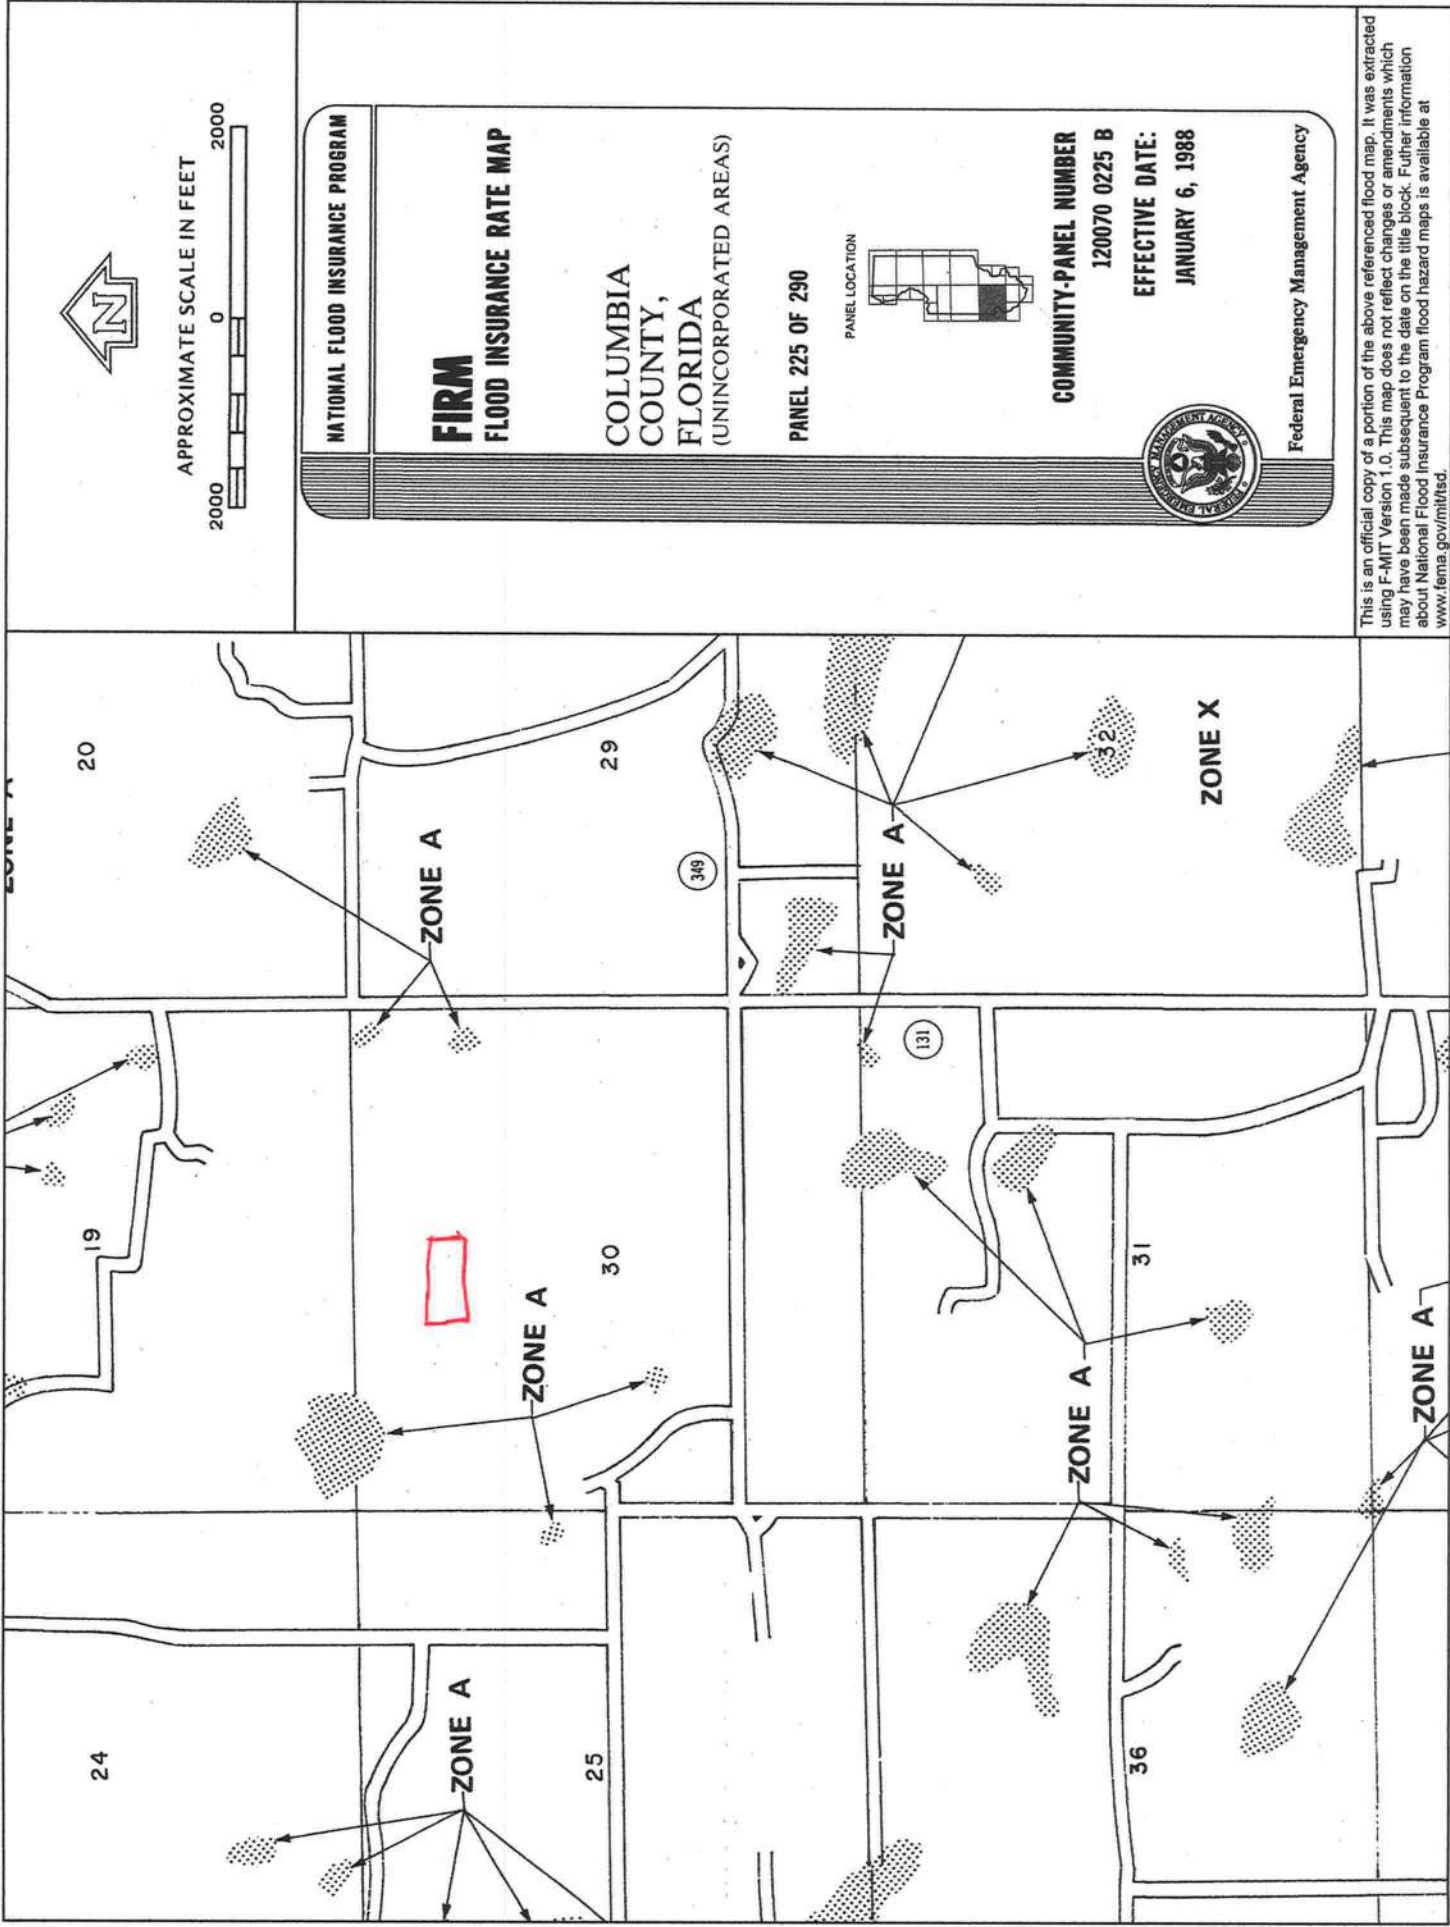 ZONE A
24
19
20
ZONE A
ZONE A
ZONE A
25
30
29
349
ZONE A
131
ZONE A
36
31
32
ZONE X
ZONE A
N
APPROXIMATE SCALE IN FEET
2000 0 2000
NATIONAL FLOOD INSURANCE PROGRAM
FIRM
FLOOD INSURANCE RATE MAP
COLUMBIA
COUNTY,
FLORIDA
(UNINCORPORATED AREAS)
PANEL 225 OF 290
PANEL LOCATION
COMMUNITY-PANEL NUMBER
120070 0225 B
EFFECTIVE DATE:
JANUARY 6, 1988
FEDERAL EMERGENCY MANAGEMENT AGENCY
Federal Emergency Management Agency
This is an official copy of a portion of the above referenced flood map. It was extracted
using F-MIT Version 1.0. This map does not reflect changes or amendments which
may have been made subsequent to the date on the title block. Futher information
about National Flood Insurance Program flood hazard maps is available at
www.fema.gov/mit/tsd.